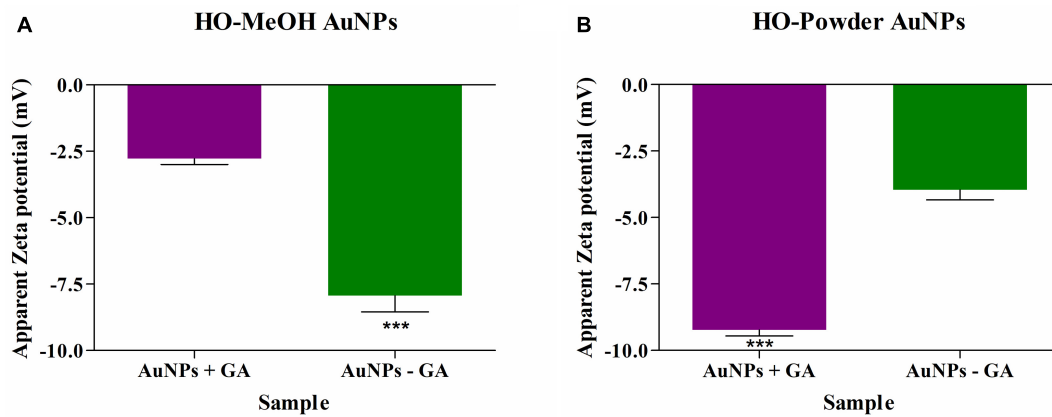 A
HO-MeOH AuNPs
Apparent Zeta potential (mV)
0.0
-2.5
-5.0
-7.5
-10.0
***
AuNPs + GA
AuNPs - GA
Sample
B
HO-Powder AuNPs
Apparent Zeta potential (mV)
0.0
-2.5
-5.0
-7.5
-10.0
***
AuNPs + GA
AuNPs - GA
Sample